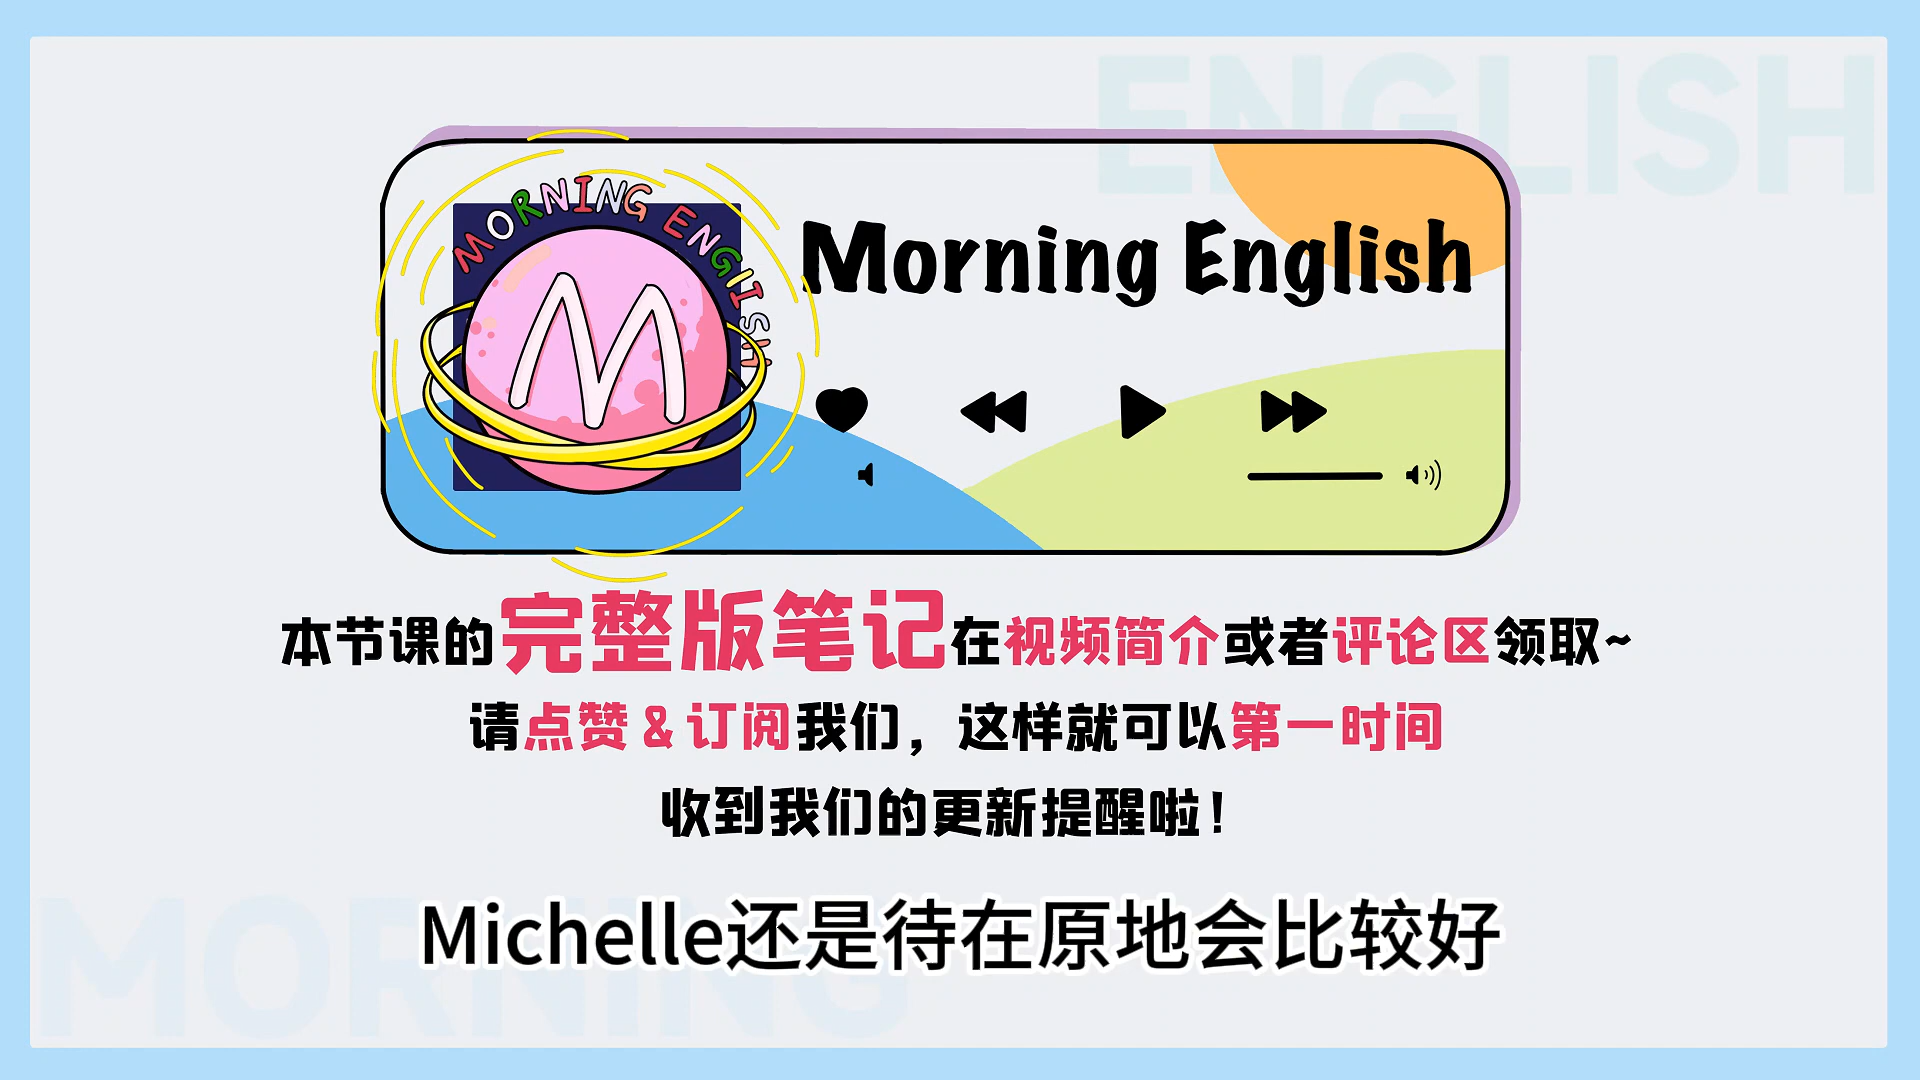 ENGLISH
MORNING ENGLISH
M
Morning English
本节课的完整版笔记在视频简介或者评论区领取~
请点赞&订阅我们，这样就可以第一时间
收到我们的更新提醒啦！
MORNING
Michelle还是待在原地会比较好